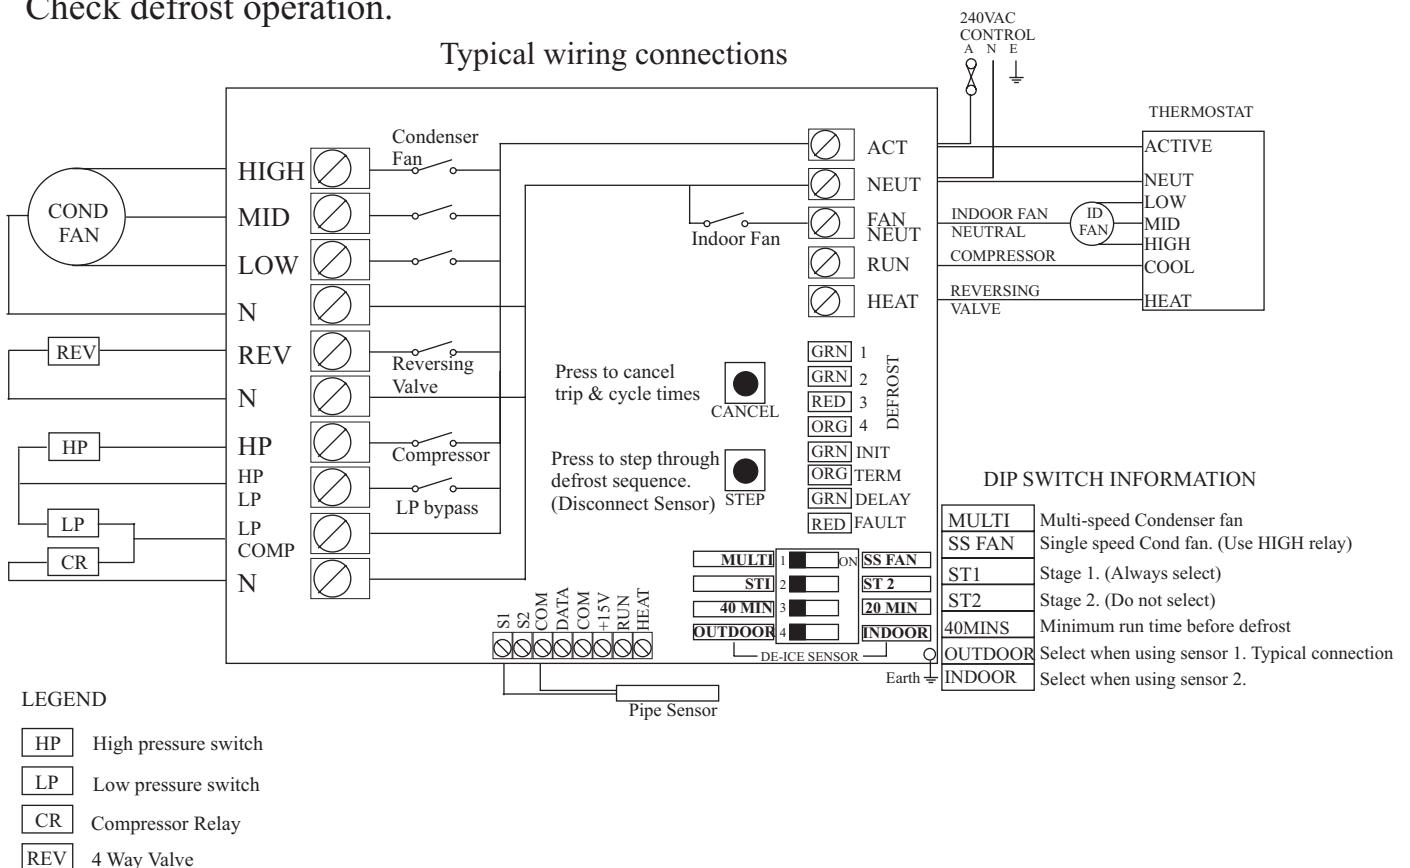 Check defrost operation.
Typical wiring connections
240VAC
CONTROL
A N E
THERMOSTAT
COND
FAN
HIGH
MID
LOW
N
REV
REV
N
HP
HP
HP
LP
LP
LP
COMP
CR
N
Condenser
Fan
Reversing
Valve
Compressor
LP bypass
Indoor Fan
ACT
NEUT
FAN
NEUT
RUN
HEAT
INDOOR FAN
NEUTRAL
COMPRESSOR
REVERSING
VALVE
ID
FAN
ACTIVE
NEUT
LOW
MID
HIGH
COOL
HEAT
Press to cancel
trip & cycle times
CANCEL
Press to step through
defrost sequence.
(Disconnect Sensor)
STEP
GRN 1
GRN 2
RED 3
ORG 4
DEFROST
GRN INIT
ORG TERM
GRN DELAY
RED FAULT
MULTI 1 ON SS FAN
STI 2 ST 2
40 MIN 3 20 MIN
OUTDOOR 4 INDOOR
DE-ICE SENSOR
S1
S2
COM
DATA
COM
+15V
RUN
HEAT
Pipe Sensor
Earth
DIP SWITCH INFORMATION
MULTI Multi-speed Condenser fan
SS FAN Single speed Cond fan. (Use HIGH relay)
ST1 Stage 1. (Always select)
ST2 Stage 2. (Do not select)
40MINS Minimum run time before defrost
OUTDOOR Select when using sensor 1. Typical connection
INDOOR Select when using sensor 2.
LEGEND
HP High pressure switch
LP Low pressure switch
CR Compressor Relay
REV 4 Way Valve